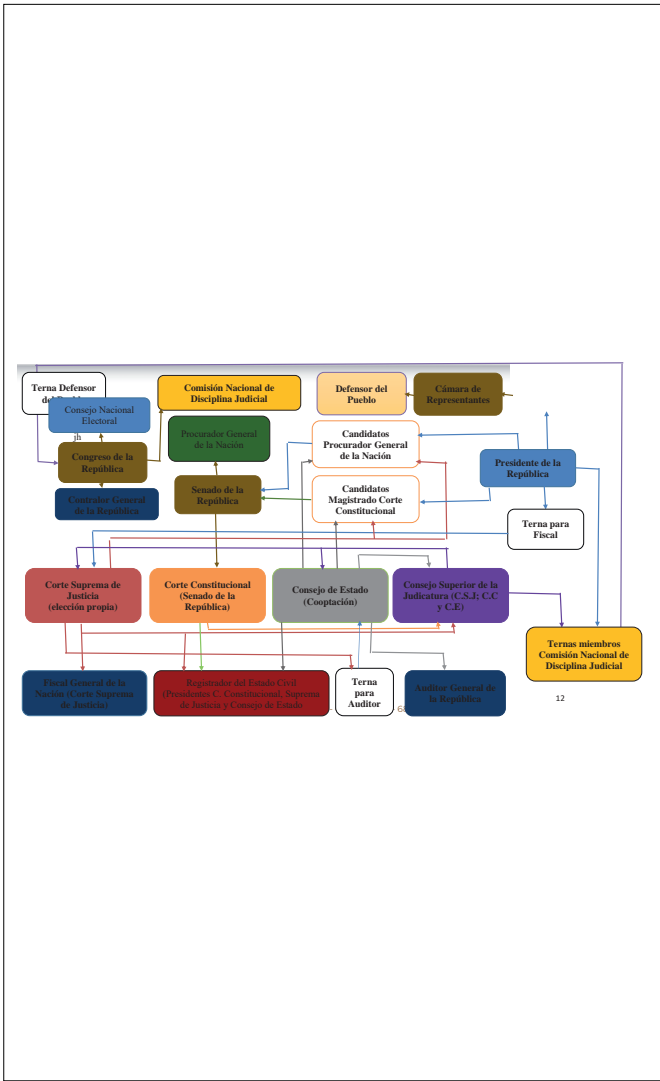 Terna Defensor
Consejo Nacional
Electoral
jh
Congreso de la
República
Contralor General
de la República
Comisión Nacional de
Disciplina Judicial
Procurador General
de la Nación
Senado de la
República
Defensor del
Pueblo
Cámara de
Representantes
Candidatos
Procurador General
de la Nación
Candidatos
Magistrado Corte
Constitucional
Presidente de la
República
Terna para
Fiscal
Corte Suprema de
Justicia
(elección propia)
Corte Constitucional
(Senado de la
República)
Consejo de Estado
(Cooptación)
Consejo Superior de la
Judicatura (C.S.J; C.C
y C.E)
Ternas miembros
Comisión Nacional de
Disciplina Judicial
Fiscal General de la
Nación (Corte Suprema
de Justicia)
Registrador del Estado Civil
(Presidentes C. Constitucional, Suprema
de Justicia y Consejo de Estado
Terna
para
Auditor
Auditor General de
la República
12